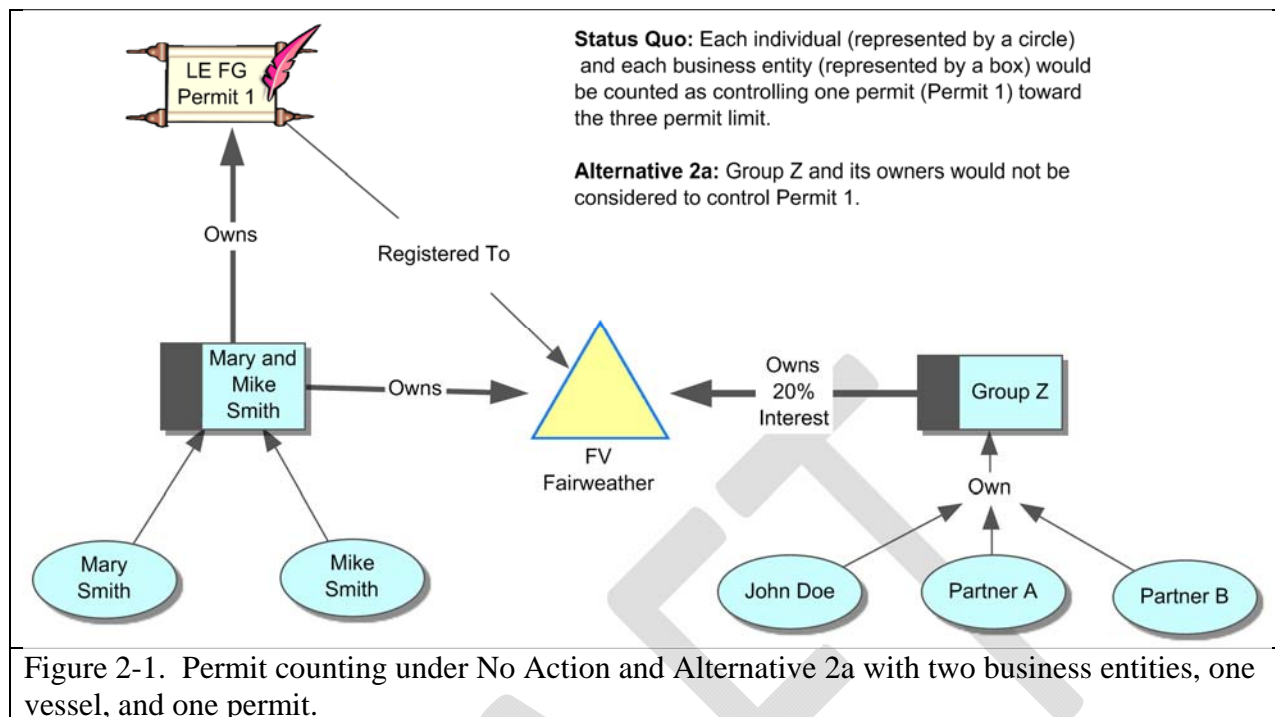 LE FG
Permit 1
Status Quo: Each individual (represented by a circle)
and each business entity (represented by a box) would
be counted as controlling one permit (Permit 1) toward
the three permit limit.
Alternative 2a: Group Z and its owners would not be
considered to control Permit 1.
Owns
Registered To
Mary and
Mike
Smith
Owns
Owns
20%
Interest
Group Z
FV
Fairweather
Own
Mary
Smith
Mike
Smith
John Doe
Partner A
Partner B
Figure 2-1. Permit counting under No Action and Alternative 2a with two business entities, one
vessel, and one permit.